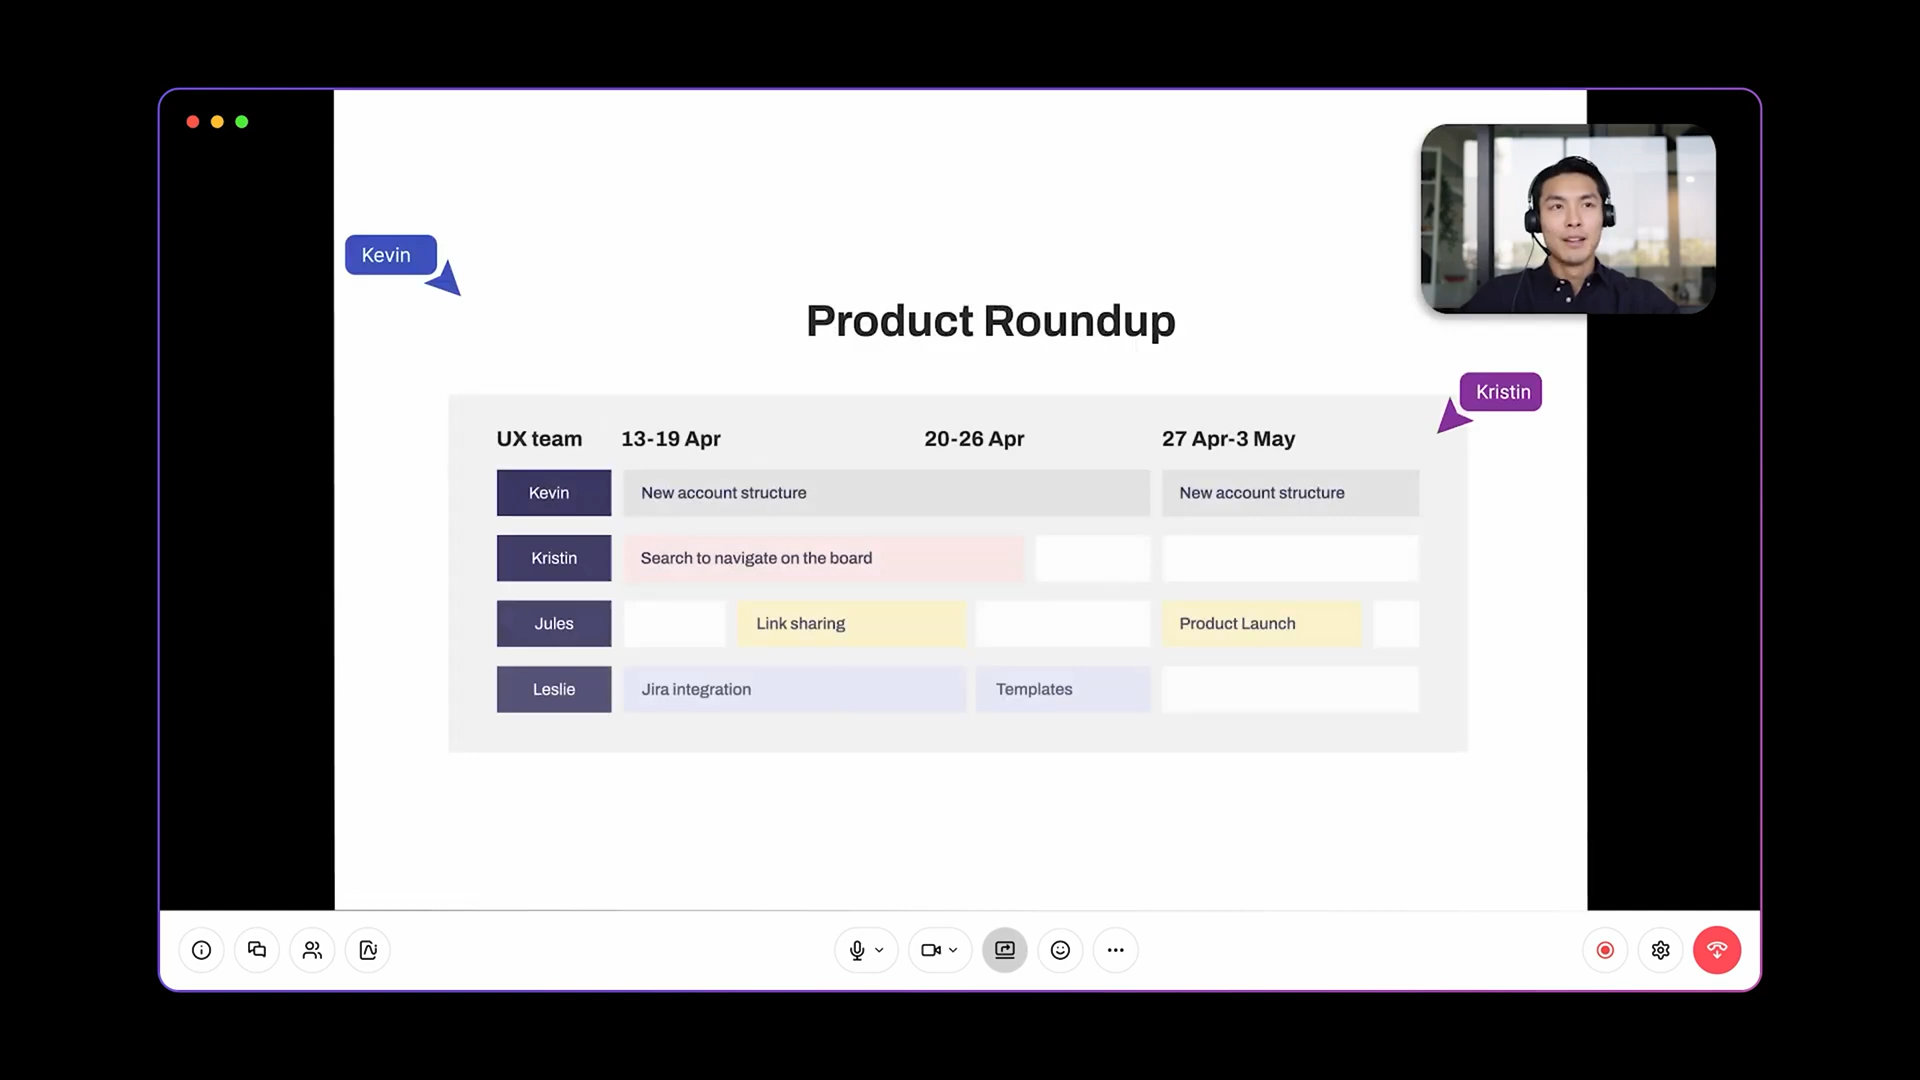 Kevin
Product Roundup
Kristin
UX team 13-19 Apr 20-26 Apr 27 Apr-3 May
Kevin New account structure New account structure
Kristin Search to navigate on the board
Jules Link sharing Product Launch
Leslie Jira integration Templates